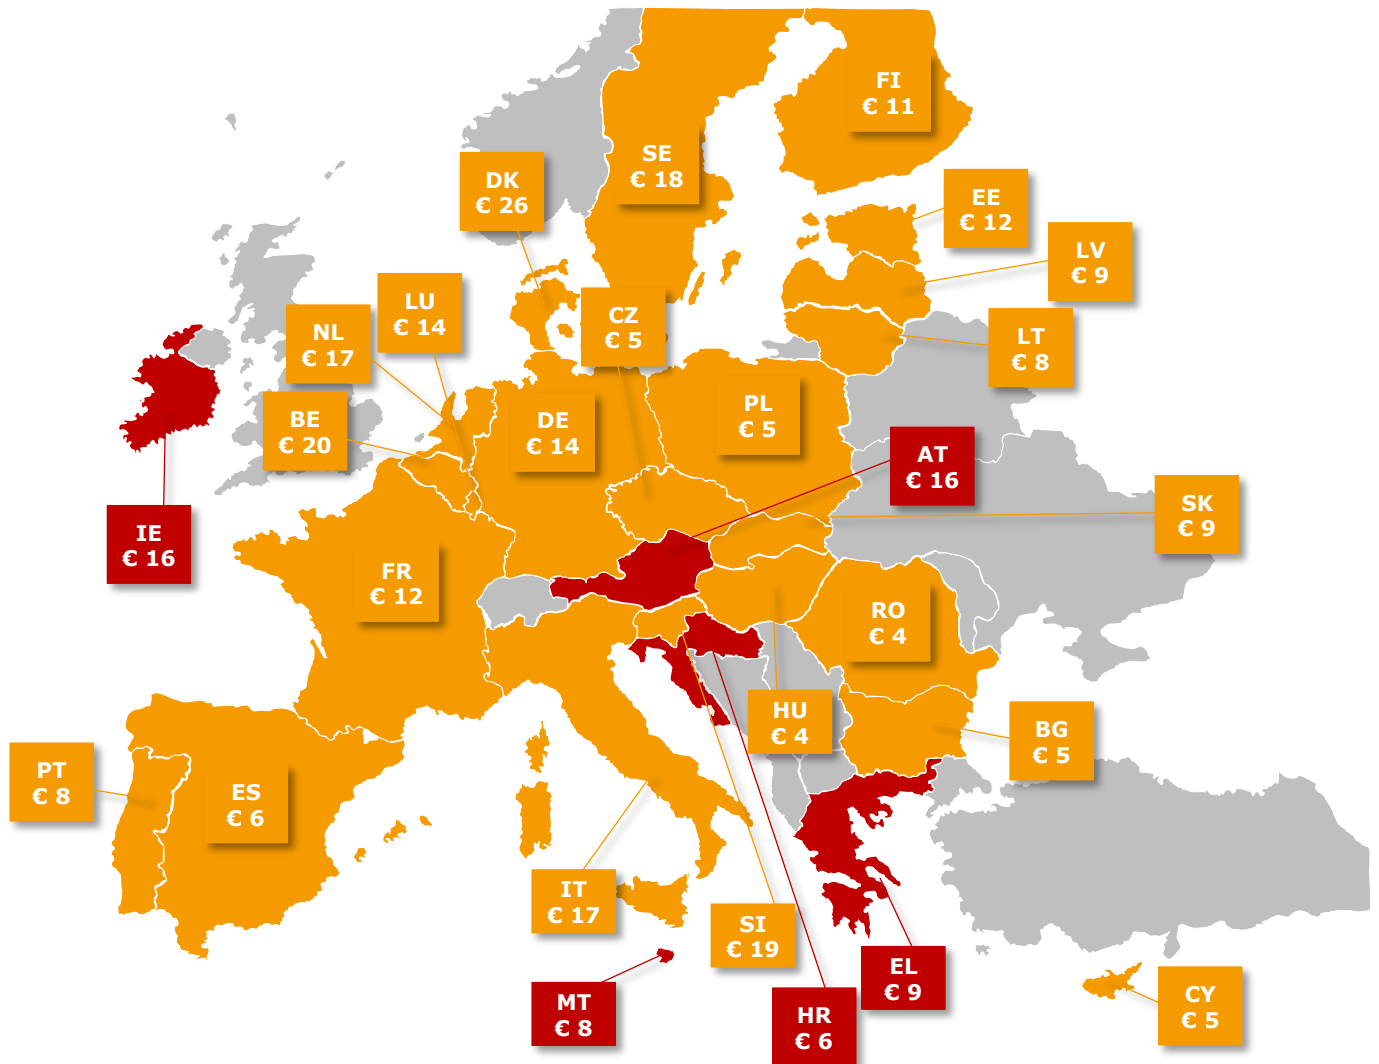 FI
€ 11
SE
€ 18
DK
€ 26
EE
€ 12
LV
€ 9
LU
€ 14
CZ
€ 5
NL
€ 17
LT
€ 8
PL
€ 5
BE
€ 20
DE
€ 14
AT
€ 16
SK
€ 9
IE
€ 16
FR
€ 12
RO
€ 4
HU
€ 4
BG
€ 5
PT
€ 8
ES
€ 6
IT
€ 17
SI
€ 19
EL
€ 9
CY
€ 5
MT
€ 8
HR
€ 6